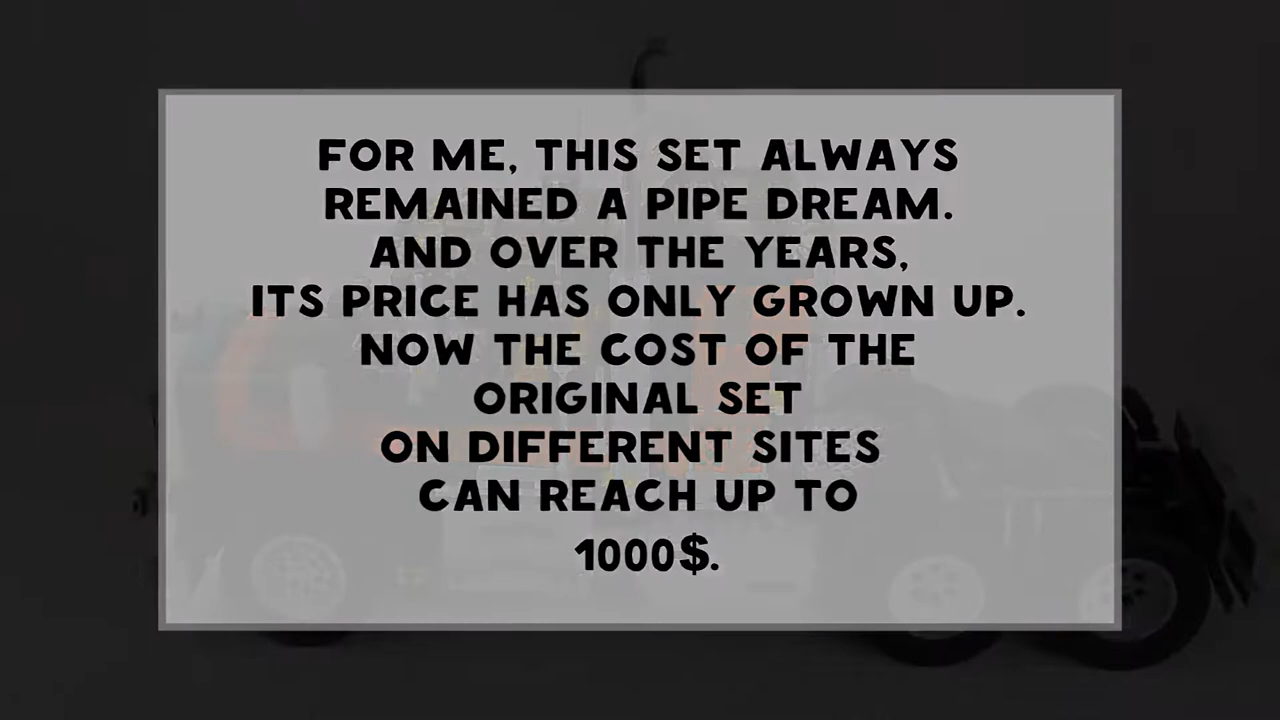 FOR ME, THIS SET ALWAYS
REMAINED A PIPE DREAM.
AND OVER THE YEARS,
ITS PRICE HAS ONLY GROWN UP.
NOW THE COST OF THE
ORIGINAL SET
ON DIFFERENT SITES
CAN REACH UP TO
1000$.